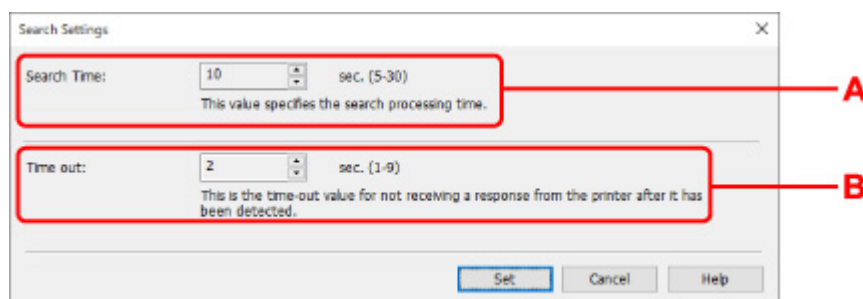 Search Settings
Search Time: 10 sec. (5-30)
This value specifies the search processing time.
A
Time out: 2 sec. (1-9)
This is the time-out value for not receiving a response from the printer after it has
been detected.
B
Set Cancel Help